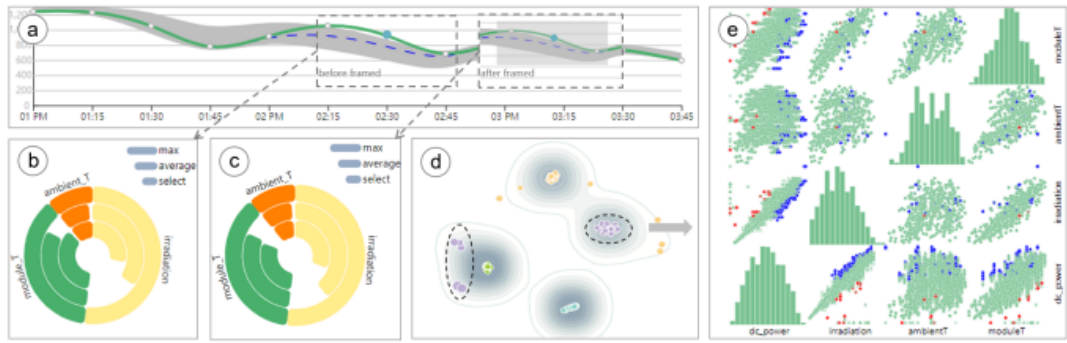 a
1,200
1,000
800
600
400
200
0
before framed
after framed
01 PM 01:15 01:30 01:45 02 PM 02:15 02:30 02:45 03 PM 03:15 03:30 03:45
b
max
average
select
ambient_T
irradiation
module_T
c
max
average
select
ambient_T
irradiation
module_T
d
e
moduleT
ambientT
irradiation
dc_power
dc_power irradiation ambientT moduleT